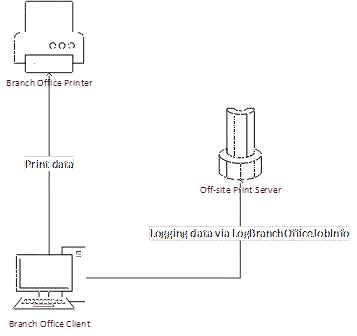 Branch Office Printer
Print data
Off-site Print Server
Logging data via LogBranchOfficeJobInfo
Branch Office Client